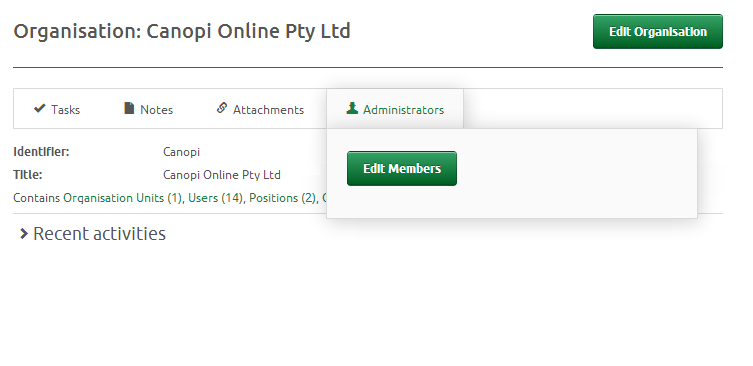 Organisation: Canopi Online Pty Ltd
Edit Organisation
Tasks Notes Attachments Administrators
Identifier: Canopi
Title: Canopi Online Pty Ltd
Edit Members
Contains Organisation Units (1), Users (14), Positions (2),
Recent activities